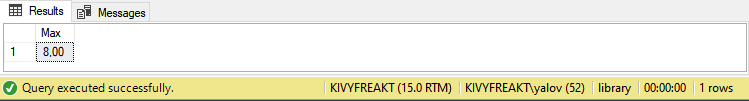 Results Messages
Max
1 8,00
Query executed successfully. KIVYFREAKT (15.0 RTM) KIVYFREAKT\yalov (52) library 00:00:00 1 rows